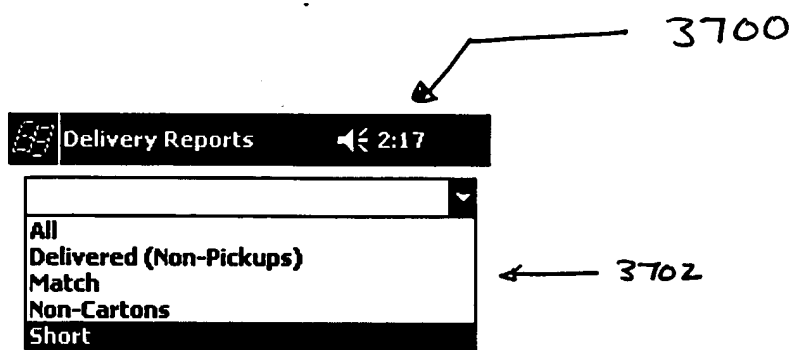 3700
Delivery Reports 2:17
All
Delivered (Non-Pickups)
Match
Non-Cartons
Short
3702